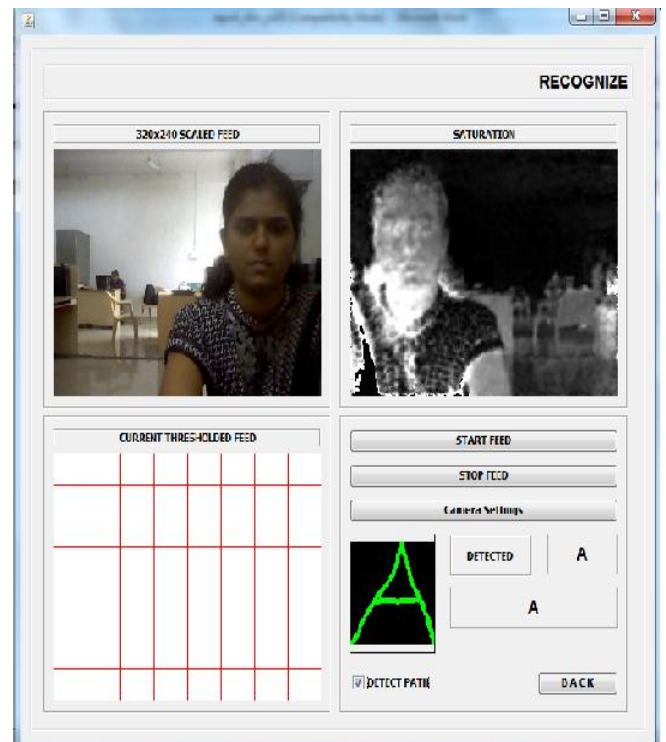 RECOGNIZE
320x240 SCALED FEED
SATURATION
CURRENT THRESHOLDED FEED
START FEED
STOP FEED
Camera Settings
DETECTED
A
A
A
DETECT PATH
BACK